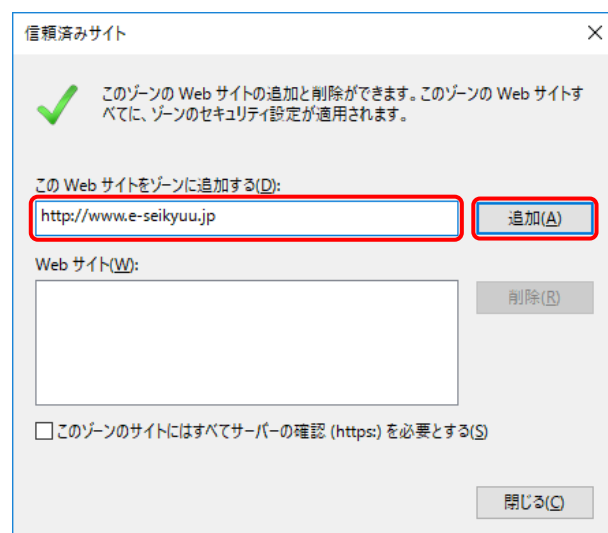 信頼済みサイト
このゾーンの Web サイトの追加と削除ができます。このゾーンの Web サイトす
べてに、ゾーンのセキュリティ設定が適用されます。
この Web サイトをゾーンに追加する(D):
http://www.e-seikyuu.jp
追加(A)
Web サイト(W):
削除(R)
このゾーンのサイトにはすべてサーバーの確認 (https:) を必要とする(S)
閉じる(C)